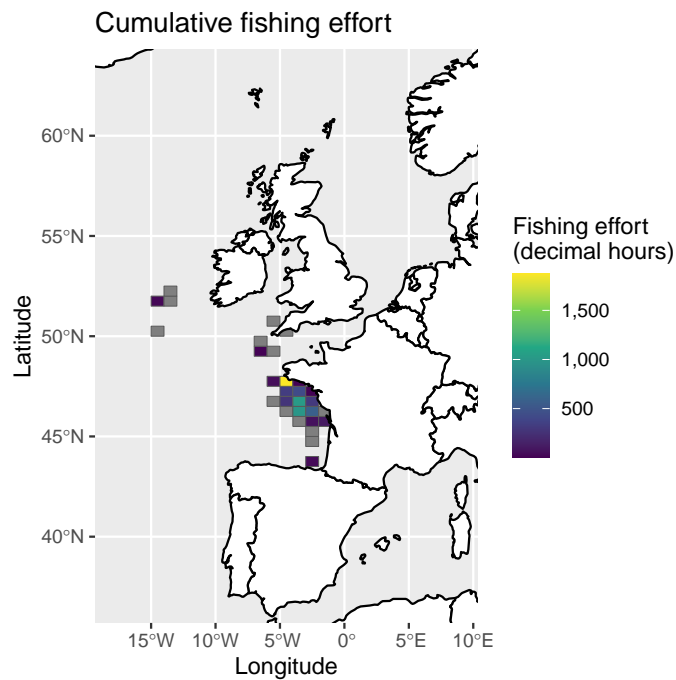 Cumulative fishing effort
60°N
55°N
50°N
45°N
40°N
Latitude
15°W
10°W
5°W
0°
5°E
10°E
Longitude
Fishing effort
(decimal hours)
1,500
1,000
500